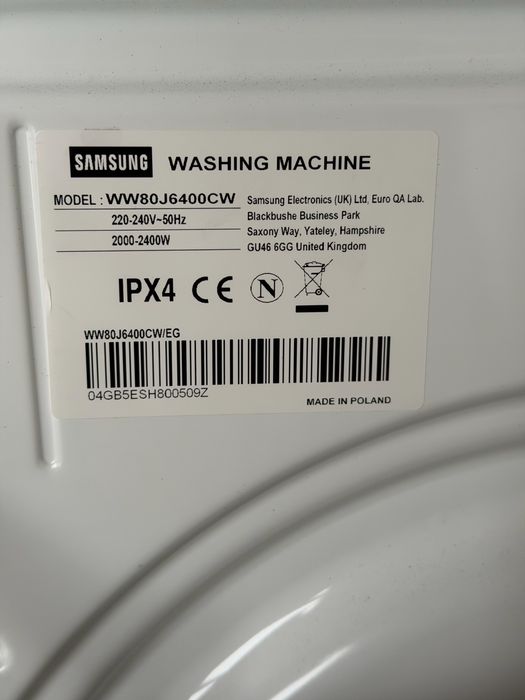 SAMSUNG WASHING MACHINE
MODEL : WW80J6400CW
220-240V~50Hz
2000-2400W
Samsung Electronics (UK) Ltd, Euro QA Lab.
Blackbushe Business Park
Saxony Way, Yateley, Hampshire
GU46 6GG United Kingdom
IPX4 CE N
WW80J6400CW/EG
04GB5ESH800509Z
MADE IN POLAND